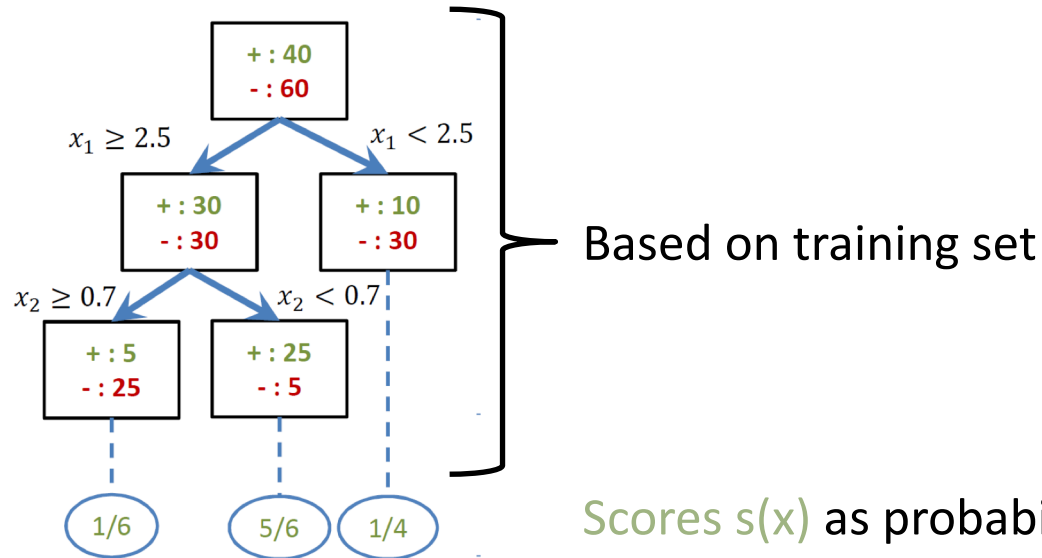 + : 40
- : 60
x₁ ≥ 2.5
x₁ < 2.5
+ : 30
- : 30
+ : 10
- : 30
Based on training set
x₂ ≥ 0.7
x₂ < 0.7
+ : 5
- : 25
+ : 25
- : 5
1/6
5/6
1/4
Scores s(x) as probabi